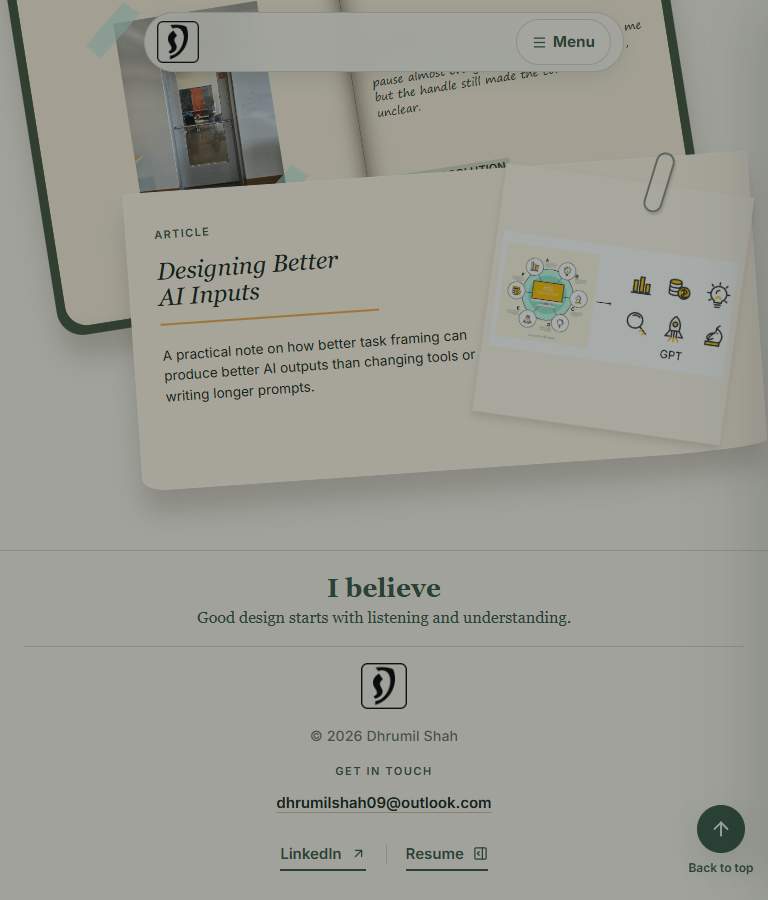 Menu
me
pause almost
but the handle still made the
unclear.
SOLUTION
ARTICLE
Designing Better
AI Inputs
A practical note on how better task framing can
produce better AI outputs than changing tools or
writing longer prompts.
GPT
I believe
Good design starts with listening and understanding.
© 2026 Dhrumil Shah
GET IN TOUCH
dhrumilshah09@outlook.com
LinkedIn
Resume
Back to top